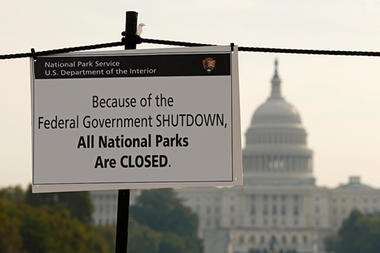 National Park Service
U.S. Department of the Interior
Because of the
Federal Government SHUTDOWN,
All National Parks
Are CLOSED.